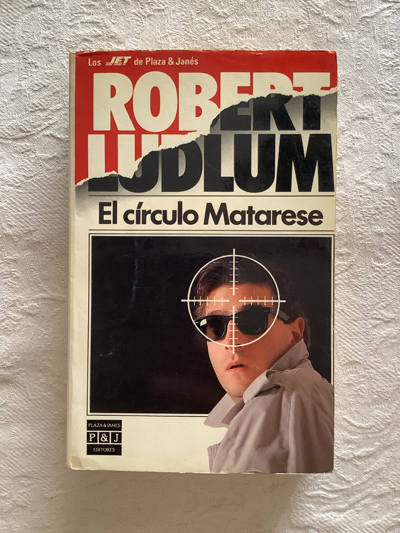 Los JET de Plaza & Janés
ROBERT
LUDLUM
El círculo Matarese
PLAZA & JANES
P&J
EDITORES